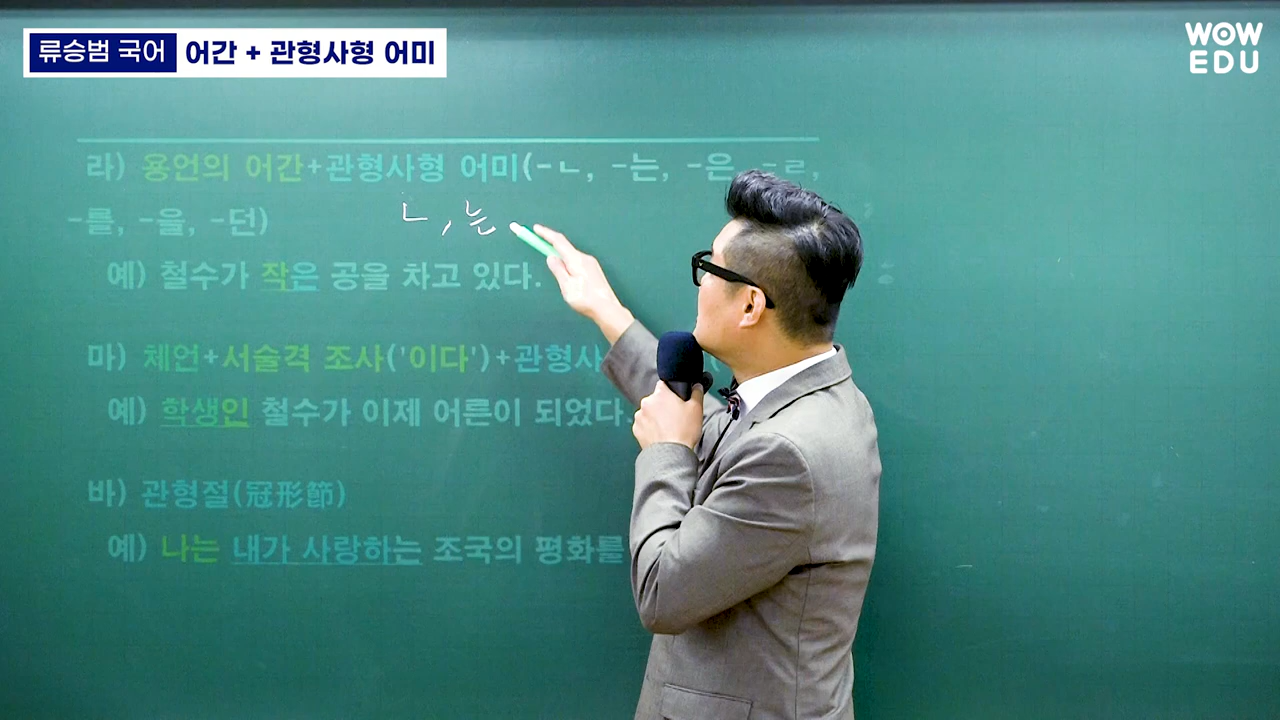 류승범 국어 어간 + 관형사형 어미
WOW
EDU
라) 용언의 어간+관형사형 어미(-ㄴ, -는, -은, -ㄹ,
-를, -을, -던)
ㄴ, 는
예) 철수가 작은 공을 차고 있다.
마) 체언+서술격 조사('이다')+관형사
예) 학생인 철수가 이제 어른이 되었다.
바) 관형절(冠形節)
예) 나는 내가 사랑하는 조국의 평화를